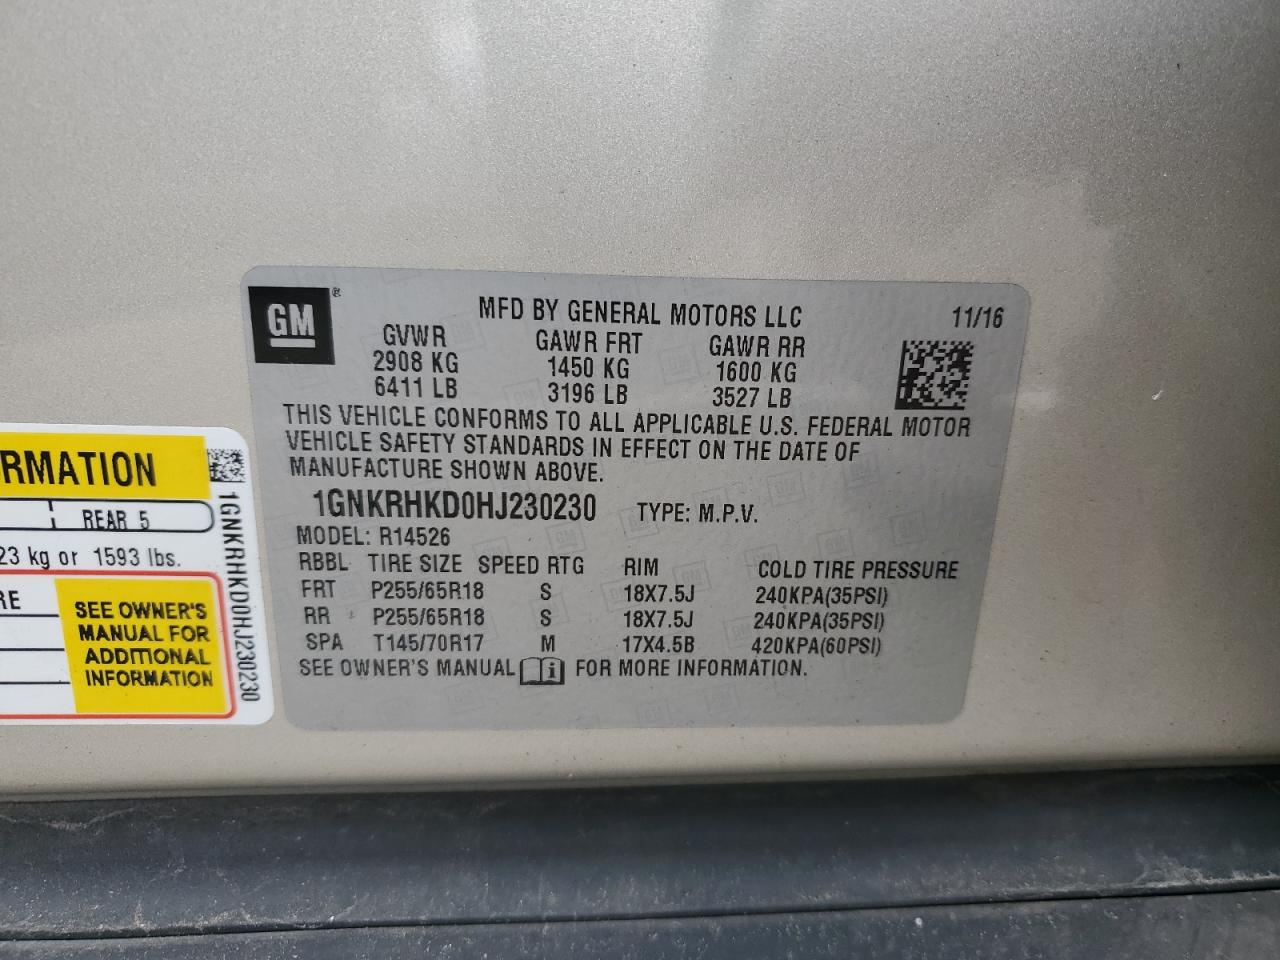 GM®
MFD BY GENERAL MOTORS LLC 11/16
GVWR GAWR FRT GAWR RR
2908 KG 1450 KG 1600 KG
6411 LB 3196 LB 3527 LB
THIS VEHICLE CONFORMS TO ALL APPLICABLE U.S. FEDERAL MOTOR
VEHICLE SAFETY STANDARDS IN EFFECT ON THE DATE OF
MANUFACTURE SHOWN ABOVE.
1GNKRHKD0HJ230230 TYPE: M.P.V.
MODEL: R14526
RBBL TIRE SIZE SPEED RTG RIM COLD TIRE PRESSURE
FRT P255/65R18 S 18X7.5J 240KPA(35PSI)
RR P255/65R18 S 18X7.5J 240KPA(35PSI)
SPA T145/70R17 M 17X4.5B 420KPA(60PSI)
SEE OWNER'S MANUAL FOR MORE INFORMATION.
RMATION
REAR 5
23 kg or 1593 lbs.
RE
SEE OWNER'S
MANUAL FOR
ADDITIONAL
INFORMATION
1GNKRHKD0HJ230230